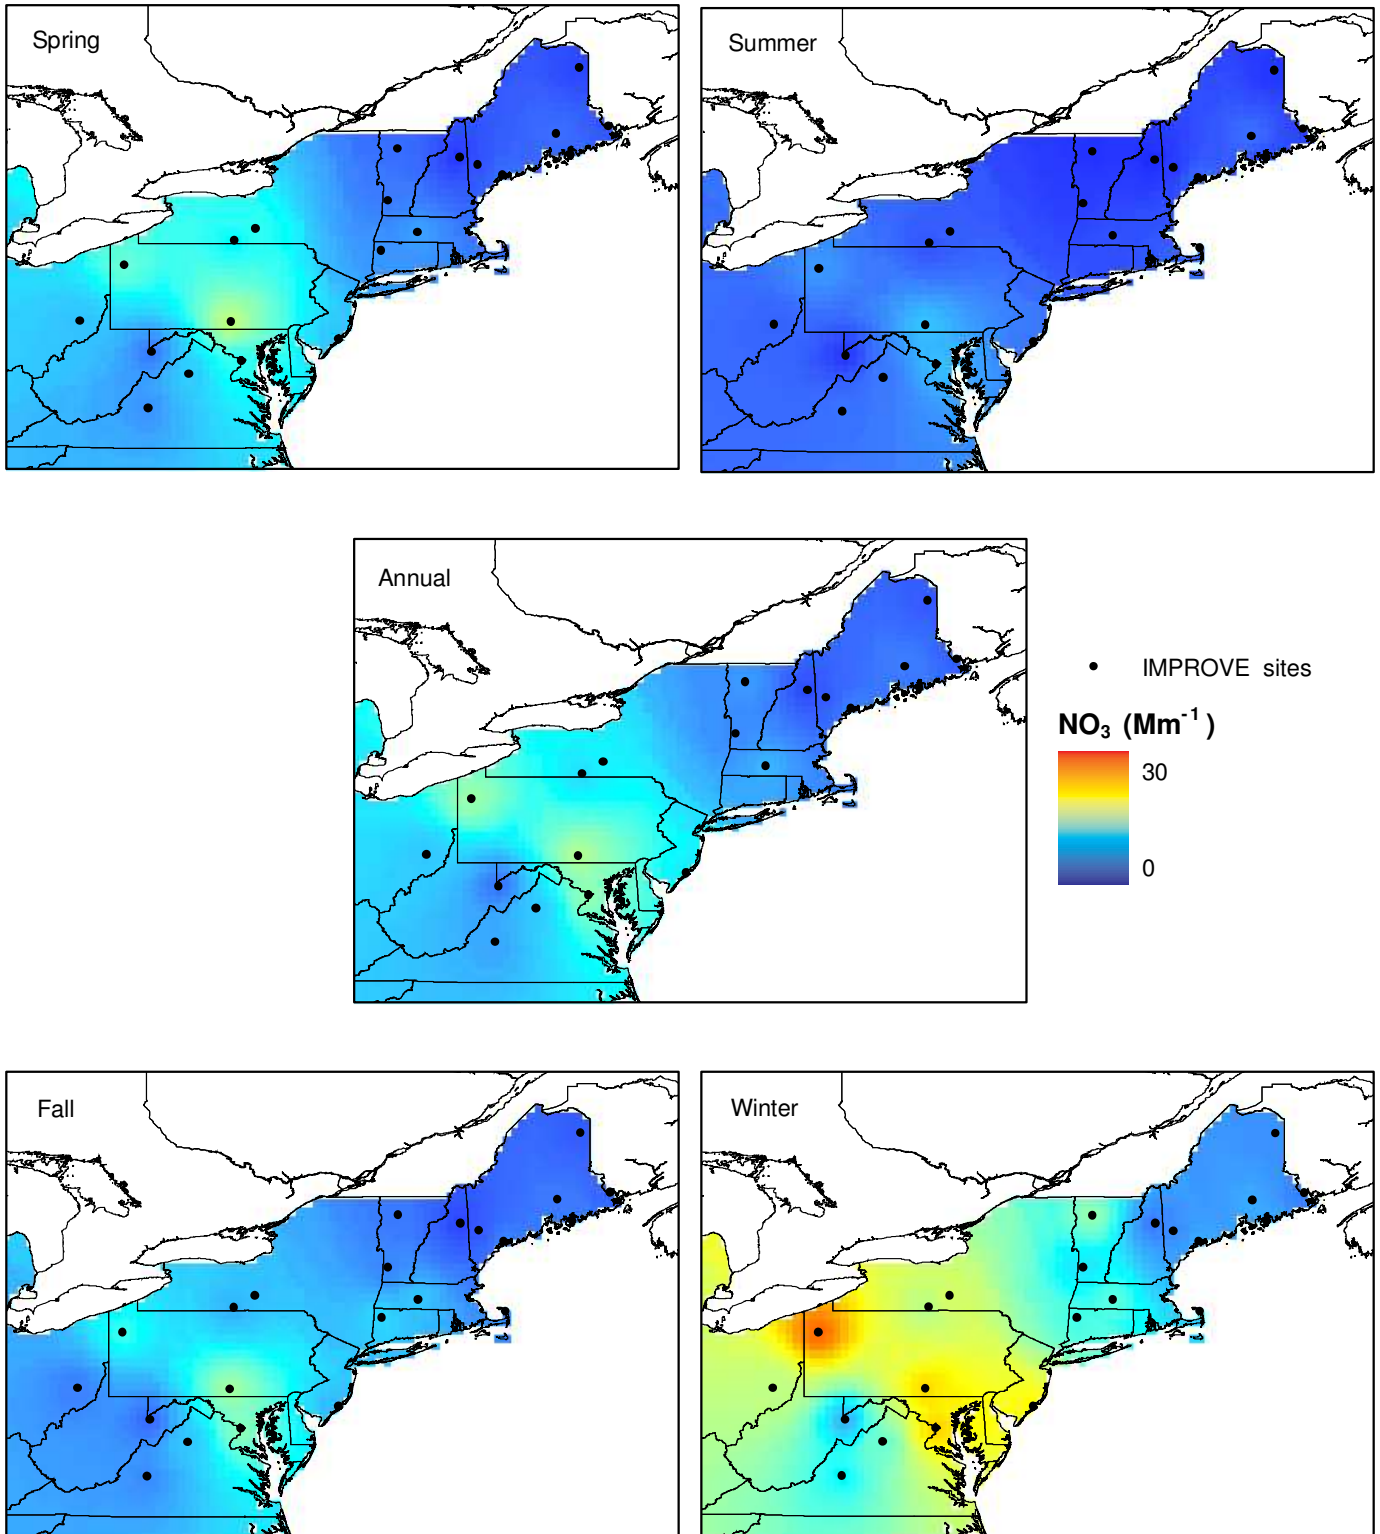 Spring
Summer
Annual
IMPROVE sites
NO₃ (Mm⁻¹)
30
0
Fall
Winter